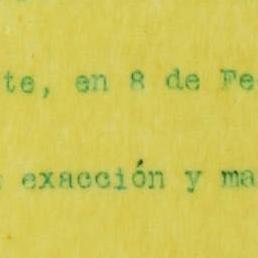 te, en 8 de Fe
exacción y ma